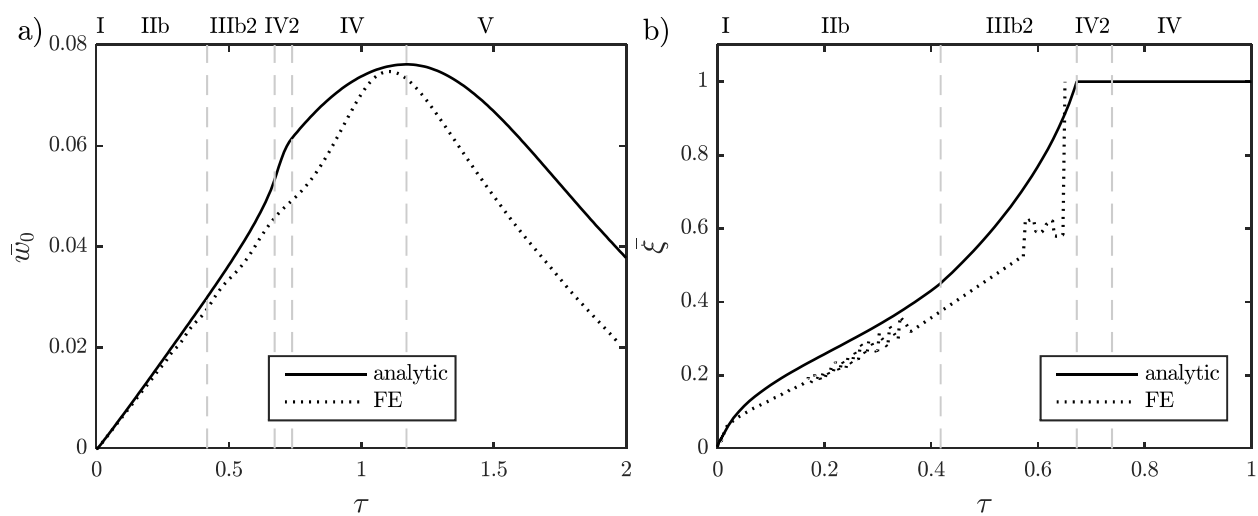 a)
I IIb IIIb2 IV2 IV V
0.08
0.06
0.04
0.02
0
w̄₀
0 0.5 1 1.5 2
τ
analytic
FE
b)
I IIb IIIb2 IV2 IV
1
0.8
0.6
0.4
0.2
0
ξ̄
0 0.2 0.4 0.6 0.8 1
τ
analytic
FE